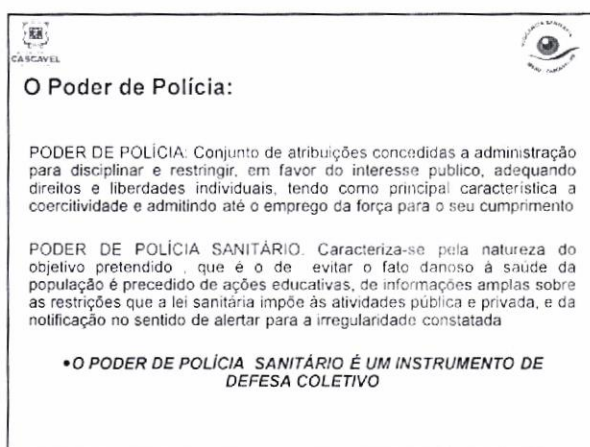 CASCAVEL
O Poder de Polícia:
PODER DE POLÍCIA: Conjunto de atribuições concedidas a administração
para disciplinar e restringir, em favor do interesse publico, adequando
direitos e liberdades individuais, tendo como principal característica a
coercitividade e admitindo até o emprego da força para o seu cumprimento
PODER DE POLÍCIA SANITÁRIO. Caracteriza-se pela natureza do
objetivo pretendido , que é o de evitar o fato danoso à saúde da
população é precedido de ações educativas, de informações amplas sobre
as restrições que a lei sanitária impõe às atividades pública e privada, e da
notificação no sentido de alertar para a irregularidade constatada
•O PODER DE POLÍCIA SANITÁRIO É UM INSTRUMENTO DE
DEFESA COLETIVO